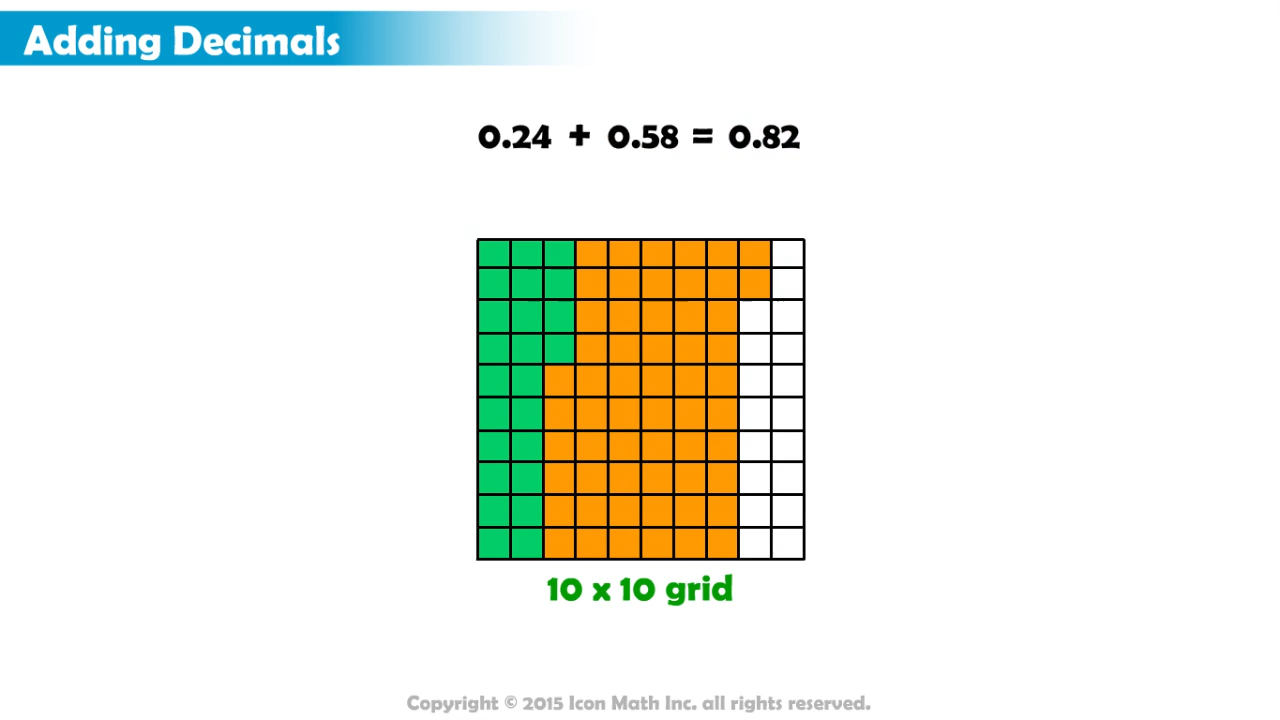 Adding Decimals
0.24 + 0.58 = 0.82
10 x 10 grid
Copyright © 2015 Icon Math Inc. all rights reserved.